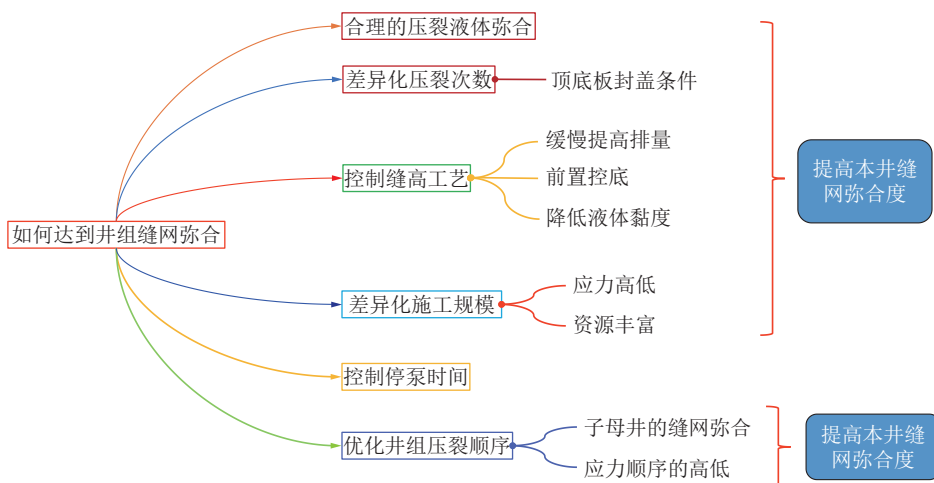 合理的压裂液体弥合
差异化压裂次数
顶底板封盖条件
缓慢提高排量
控制缝高工艺
前置控底
降低液体黏度
提高本井缝
网弥合度
如何达到井组缝网弥合
差异化施工规模
应力高低
资源丰富
控制停泵时间
优化井组压裂顺序
子母井的缝网弥合
应力顺序的高低
提高本井缝
网弥合度